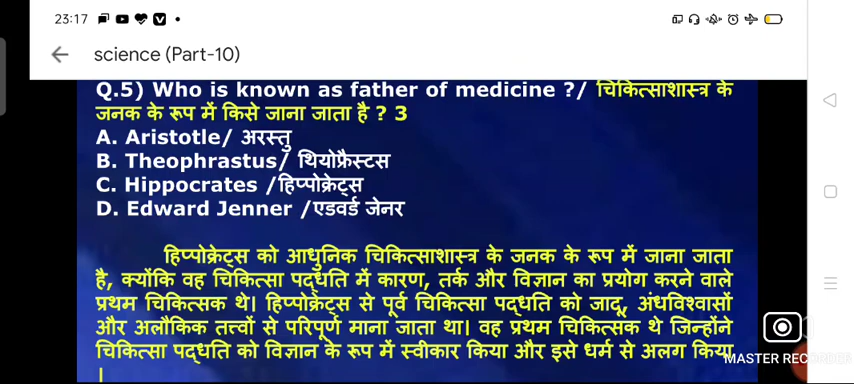 23:17
science (Part-10)
Q.5) Who is known as father of medicine ?/ चिकित्साशास्त्र के
जनक के रूप में किसे जाना जाता है ? 3
A. Aristotle/ अरस्तु
B. Theophrastus/ थियोफ्रैस्टस
C. Hippocrates /हिप्पोक्रेट्स
D. Edward Jenner /एडवर्ड जेनर
हिप्पोक्रेट्स को आधुनिक चिकित्साशास्त्र के जनक के रूप में जाना जाता
है, क्योंकि वह चिकित्सा पद्धति में कारण, तर्क और विज्ञान का प्रयोग करने वाले
प्रथम चिकित्सक थे। हिप्पोक्रेट्स से पूर्व चिकित्सा पद्धति को जादू, अंधविश्वासों
और अलौकिक तत्त्वों से परिपूर्ण माना जाता था। वह प्रथम चिकित्सक थे जिन्होंने
चिकित्सा पद्धति को विज्ञान के रूप में स्वीकार किया और इसे धर्म से अलग किया
।
MASTER RECORDER